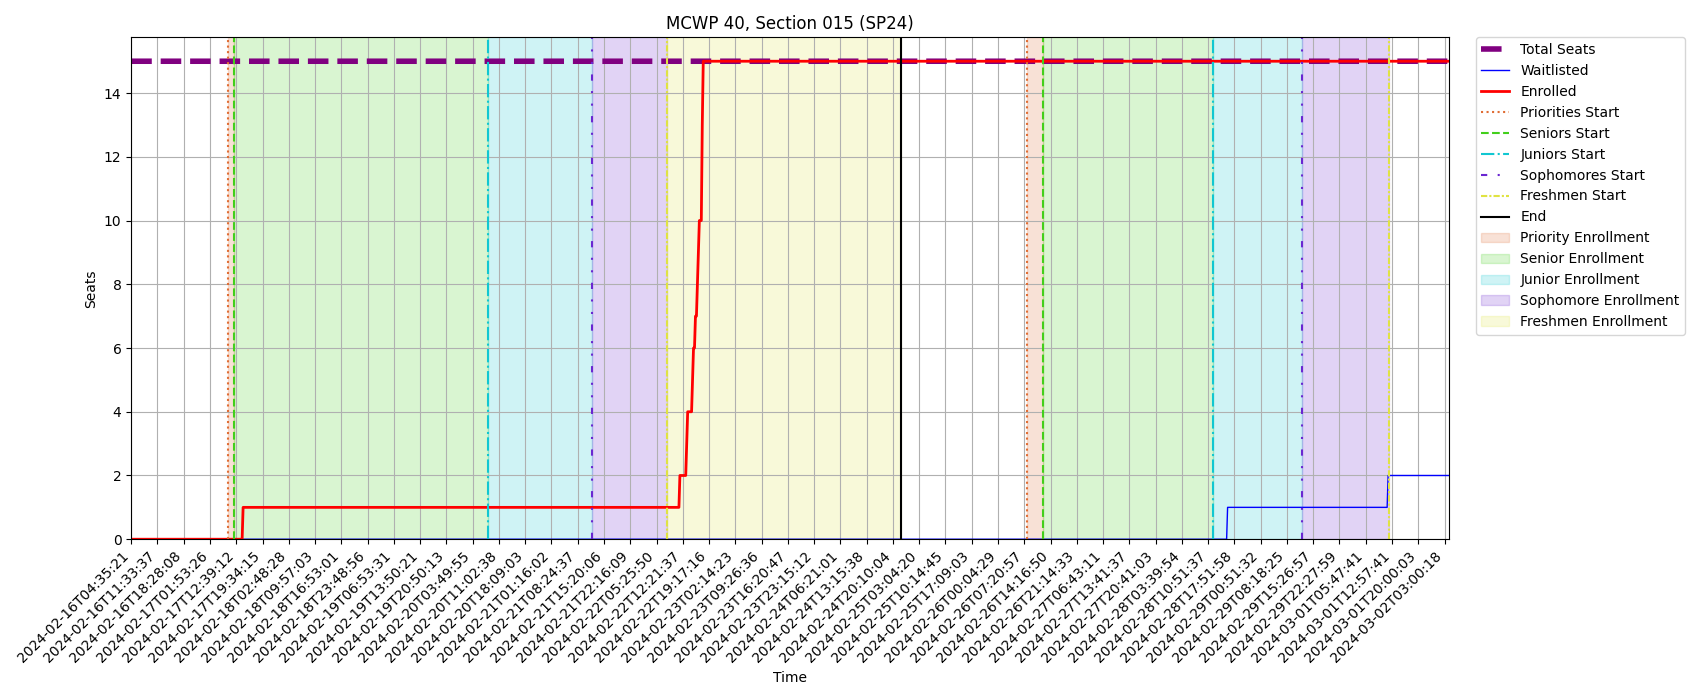 MCWP 40, Section 015 (SP24)
Seats
14
12
10
8
6
4
2
0
2024-02-16T04:35:21
2024-02-16T11:33:37
2024-02-16T18:28:08
2024-02-17T01:53:26
2024-02-17T12:39:12
2024-02-17T19:34:15
2024-02-18T02:48:28
2024-02-18T09:57:03
2024-02-18T16:53:01
2024-02-18T23:48:56
2024-02-19T06:53:31
2024-02-19T13:50:21
2024-02-19T20:50:13
2024-02-20T03:49:55
2024-02-20T11:02:38
2024-02-20T18:09:03
2024-02-21T01:16:02
2024-02-21T08:24:37
2024-02-21T15:20:06
2024-02-21T22:16:09
2024-02-22T05:25:50
2024-02-22T12:21:37
2024-02-22T19:17:16
2024-02-23T02:14:23
2024-02-23T09:26:36
2024-02-23T16:20:47
2024-02-23T23:15:12
2024-02-24T06:21:01
2024-02-24T13:15:38
2024-02-24T20:10:04
2024-02-25T03:04:20
2024-02-25T10:14:45
2024-02-25T17:09:03
2024-02-26T00:04:29
2024-02-26T07:20:57
2024-02-26T14:16:50
2024-02-26T21:14:33
2024-02-27T06:43:11
2024-02-27T13:41:37
2024-02-27T20:41:03
2024-02-28T03:39:54
2024-02-28T10:51:37
2024-02-28T17:51:58
2024-02-29T00:51:32
2024-02-29T08:18:25
2024-02-29T15:26:57
2024-02-29T22:27:59
2024-03-01T05:47:41
2024-03-01T12:57:41
2024-03-01T20:00:03
2024-03-02T03:00:18
Time
Total Seats
Waitlisted
Enrolled
Priorities Start
Seniors Start
Juniors Start
Sophomores Start
Freshmen Start
End
Priority Enrollment
Senior Enrollment
Junior Enrollment
Sophomore Enrollment
Freshmen Enrollment